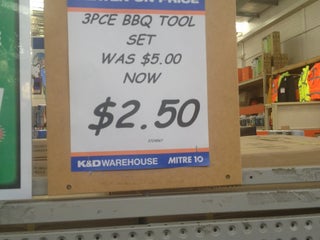 3PCE BBQ TOOL
SET
WAS $5.00
NOW
$2.50
K&D WAREHOUSE MITRE 10